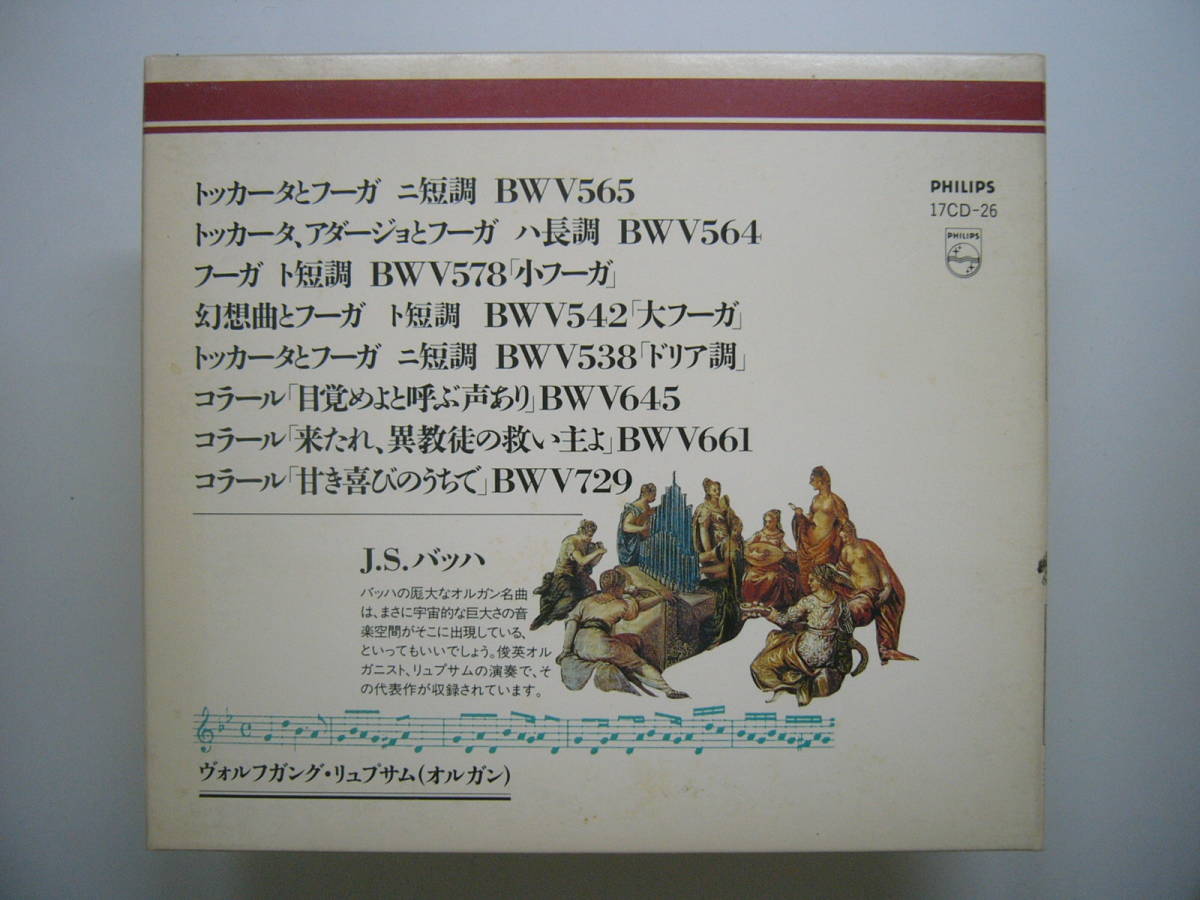 トッカータとフーガ ニ短調 BWV565
トッカータ、アダージョとフーガ ハ長調 BWV564
フーガ ト短調 BWV578「小フーガ」
幻想曲とフーガ ト短調 BWV542「大フーガ」
トッカータとフーガ ニ短調 BWV538「ドリア調」
コラール「目覚めよと呼ぶ声あり」BWV645
コラール「来たれ、異教徒の救い主よ」BWV661
コラール「甘き喜びのうちで」BWV729
PHILIPS
17CD-26
PHILIPS
J.S.バッハ
バッハの厖大なオルガン名曲
は、まさに宇宙的な巨大さの音
楽空間がそこに出現している、
といってもいいでしょう。俊英オル
ガニスト、リュプサムの演奏で、そ
の代表作が収録されています。
ヴォルフガング・リュプサム(オルガン)